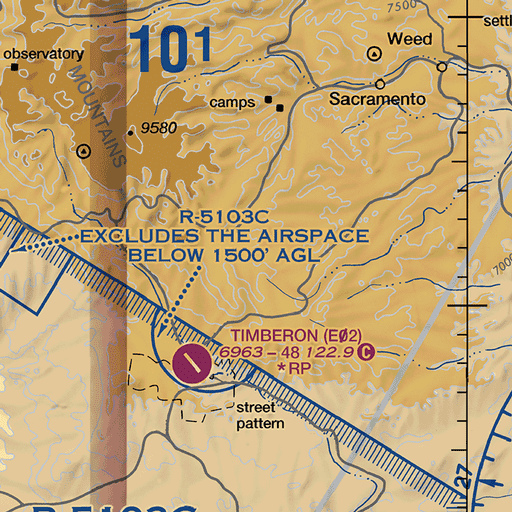 7500
settl
Weed
observatory
101
camps
Sacramento
MOUNTAINS
9580
R-5103C
EXCLUDES THE AIRSPACE
BELOW 1500' AGL
7000
TIMBERON (EØ2)
6963 – 48 122.9 C
*RP
street
pattern
27
R-5103C